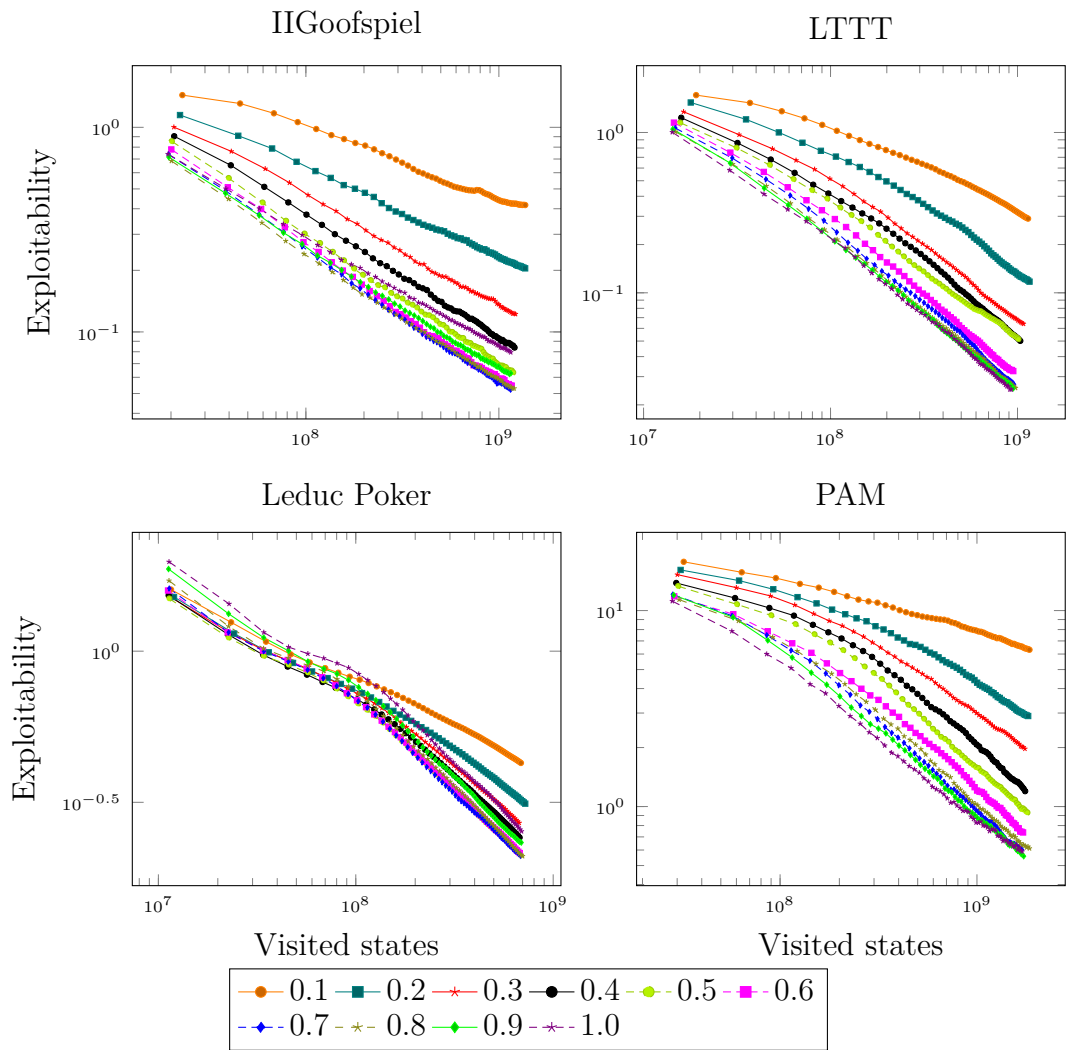 IIGoofspiel
LTTT
Exploitability
10^0
10^-1
10^8
10^9
10^0
10^-1
10^7
10^8
10^9
Leduc Poker
PAM
Exploitability
10^0
10^-0.5
10^7
10^8
10^9
10^1
10^0
10^8
10^9
Visited states
Visited states
0.1 0.2 0.3 0.4 0.5 0.6
0.7 0.8 0.9 1.0